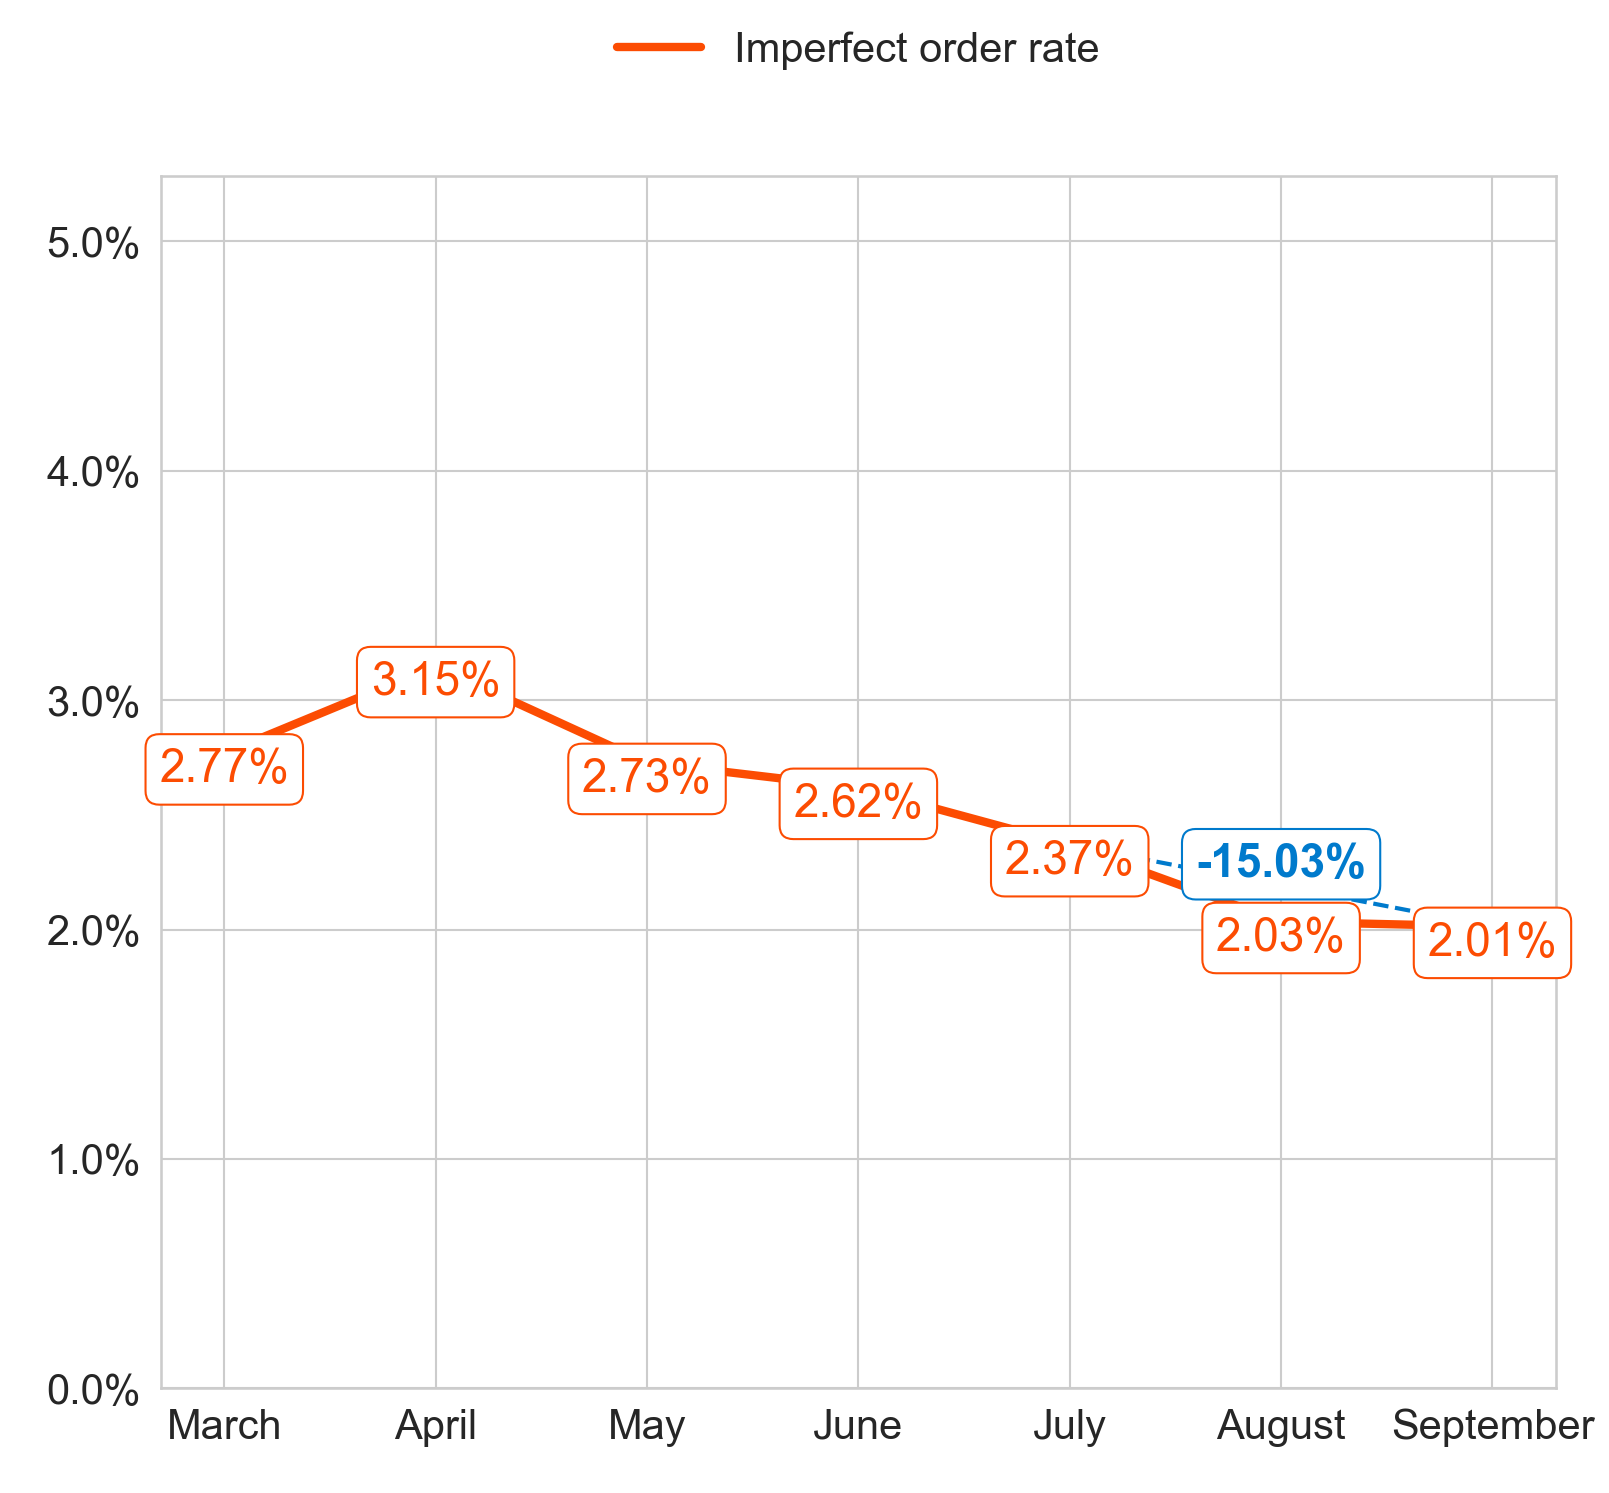 Imperfect order rate
5.0%
4.0%
3.0%
2.0%
1.0%
0.0%
2.77%
3.15%
2.73%
2.62%
2.37%
-15.03%
2.03%
2.01%
March
April
May
June
July
August
September